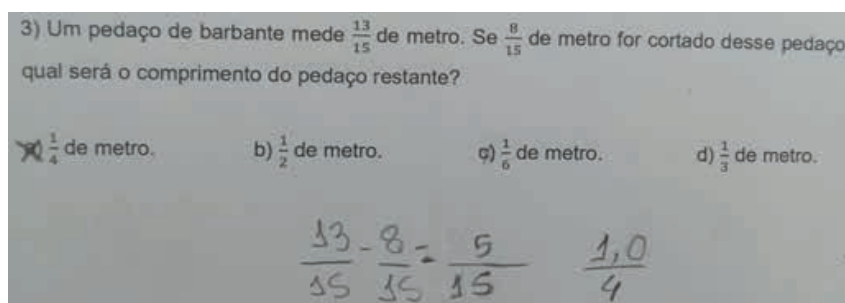 3) Um pedaço de barbante mede 13/15 de metro. Se 8/15 de metro for cortado desse pedaço
qual será o comprimento do pedaço restante?
a) 1/4 de metro. b) 1/2 de metro. c) 1/6 de metro. d) 1/3 de metro.
13/15 - 8/15 = 5/15 1,0/4